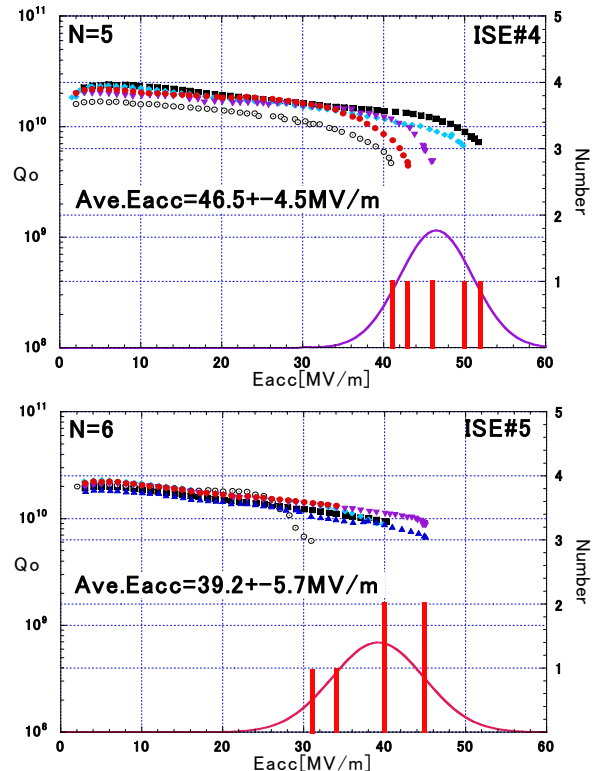 10^11
N=5
ISE#4
5
4
10^10
3
Qo
Number
Ave.Eacc=46.5+-4.5MV/m
2
10^9
1
10^8
0
0 10 20 30 40 50 60
Eacc[MV/m]
10^11
N=6
ISE#5
5
4
10^10
3
Qo
Number
Ave.Eacc=39.2+-5.7MV/m
2
10^9
1
10^8
0
0 10 20 30 40 50 60
Eacc[MV/m]